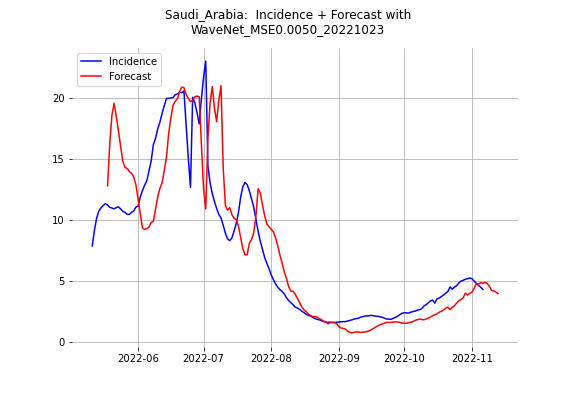 Saudi_Arabia:  Incidence + Forecast with
WaveNet_MSE0.0050_20221023
Incidence
Forecast
20
15
10
5
0
2022-06 2022-07 2022-08 2022-09 2022-10 2022-11